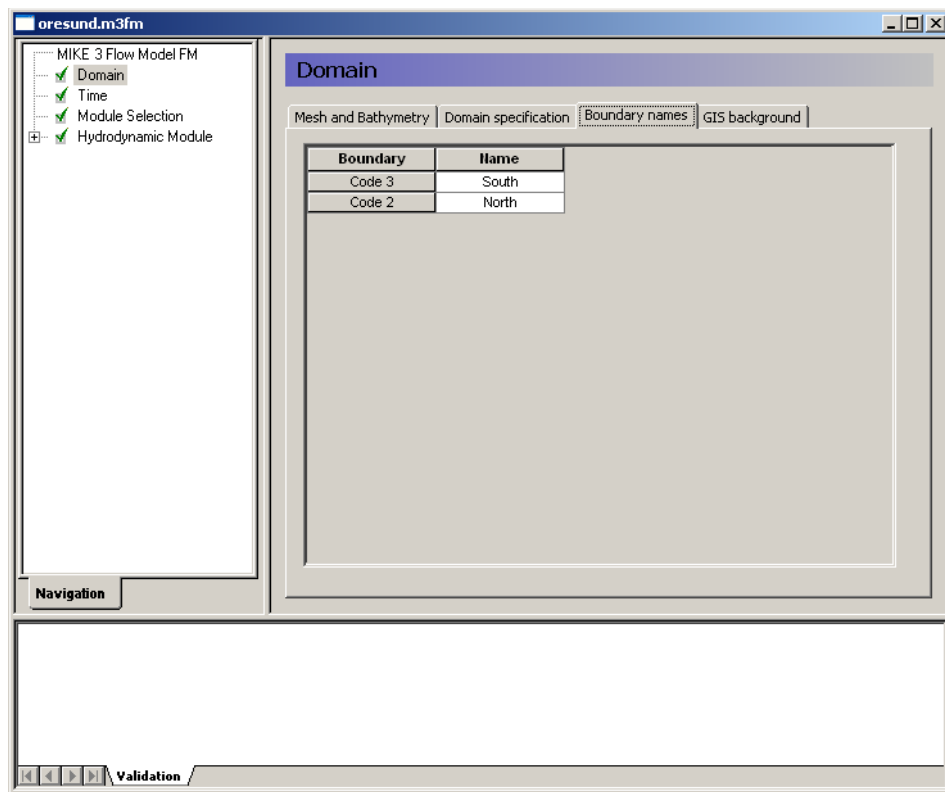 oresund.m3fm
MIKE 3 Flow Model FM
Domain
Time
Module Selection
Hydrodynamic Module
Navigation
Domain
Mesh and Bathymetry
Domain specification
Boundary names
GIS background
Boundary Name
Code 3 South
Code 2 North
Validation